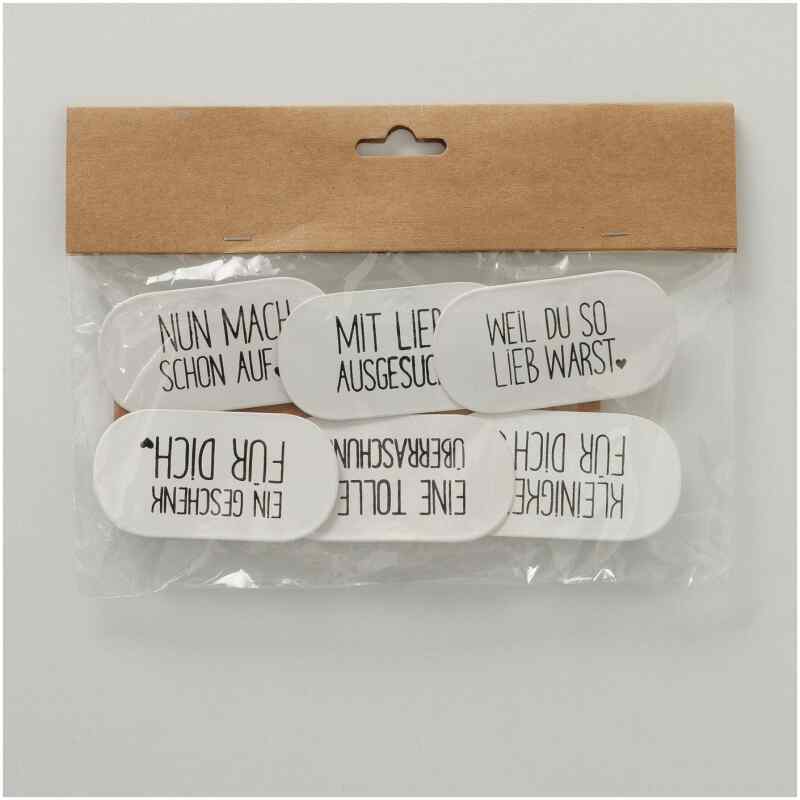 NUN MACH
SCHON AUF
MIT LIEB
AUSGESUC
WEIL DU SO
LIEB WARST.
EIN GESCHENK
FÜR DICH.
EINE TOLLE
ÜBERRASCHUN
KLEINIGKE
FÜR DICH